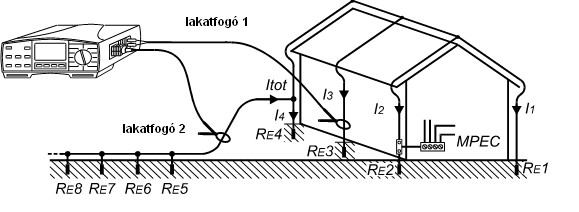 lakatfogó 1
Itot
I3
I2
I1
lakatfogó 2
I4
RE4
MPEC
RE3
RE2
RE1
RE8 RE7 RE6 RE5